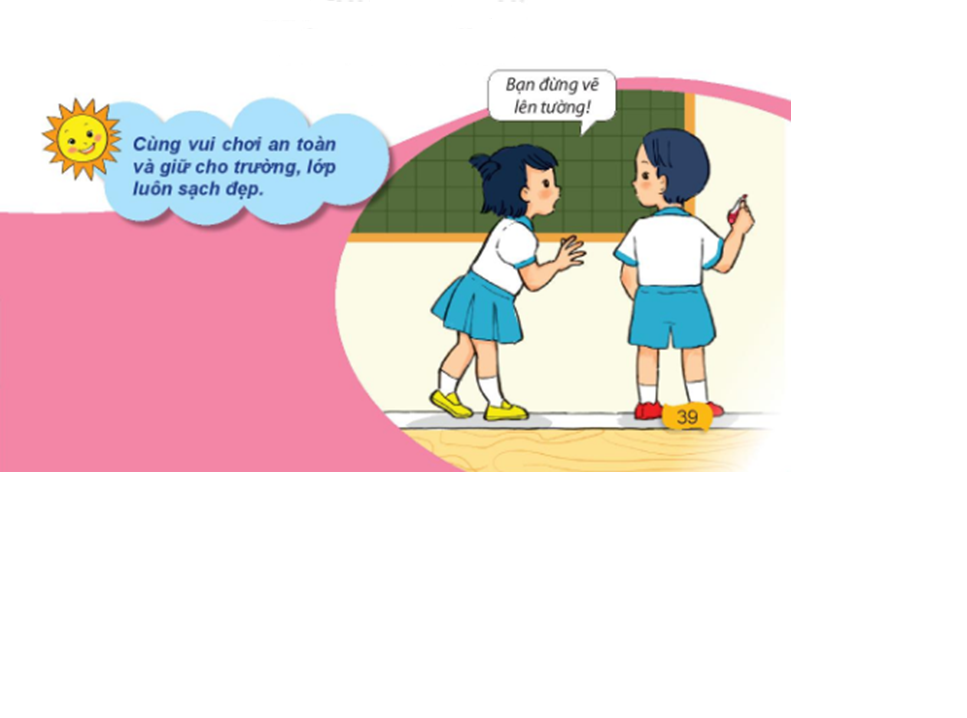 Bạn đừng vẽ
lên tường!
Cùng vui chơi an toàn
và giữ cho trường, lớp
luôn sạch đẹp.
39